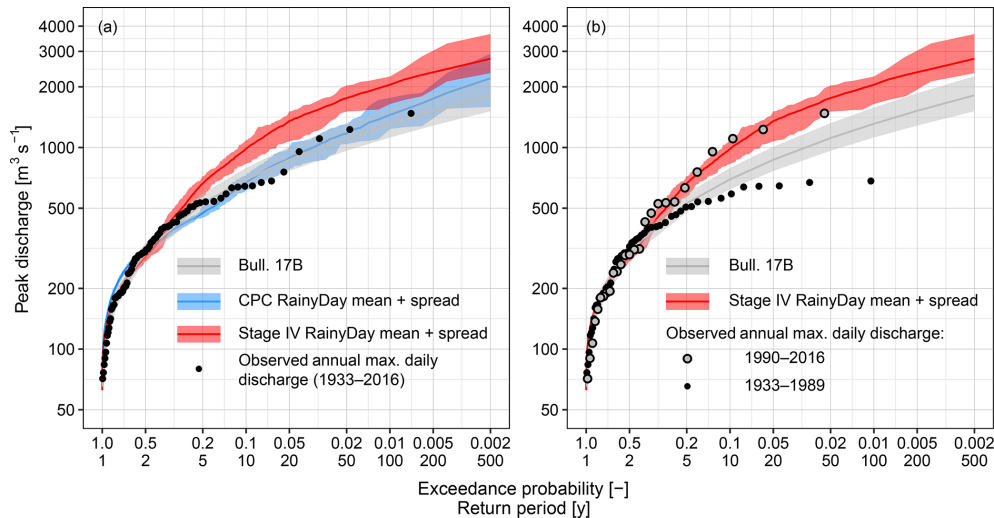 (a)
4000
3000
2000
1000
500
200
100
50
Peak discharge [m³ s⁻¹]
Bull. 17B
CPC RainyDay mean + spread
Stage IV RainyDay mean + spread
Observed annual max. daily
discharge (1933–2016)
1.0 0.5 0.2 0.1 0.05 0.02 0.01 0.005 0.002
1 2 5 10 20 50 100 200 500
(b)
4000
3000
2000
1000
500
200
100
50
Bull. 17B
Stage IV RainyDay mean + spread
Observed annual max. daily discharge:
1990–2016
1933–1989
1.0 0.5 0.2 0.1 0.05 0.02 0.01 0.005 0.002
1 2 5 10 20 50 100 200 500
Exceedance probability [−]
Return period [y]